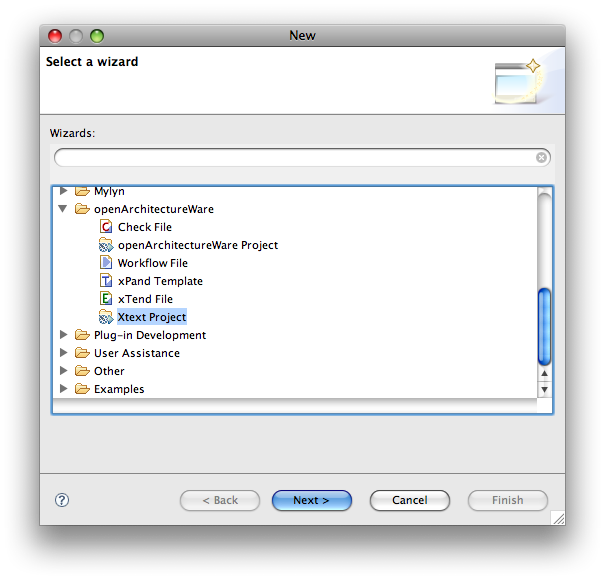 New
Select a wizard
Wizards:
Mylyn
openArchitectureWare
Check File
openArchitectureWare Project
Workflow File
xPand Template
xTend File
Xtext Project
Plug-in Development
User Assistance
Other
Examples
? < Back Next > Cancel Finish